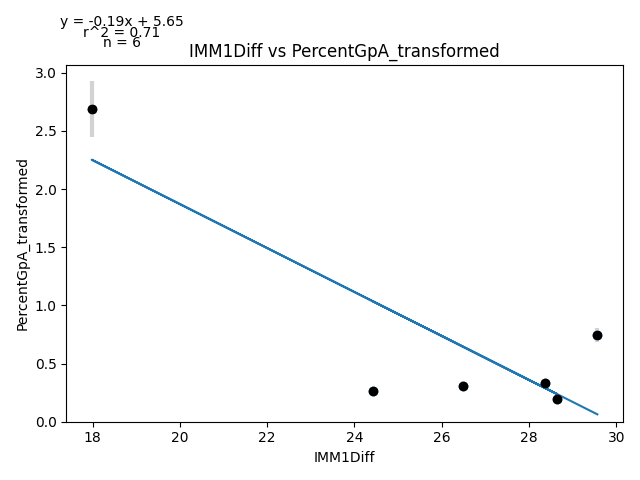 y = -0.19x + 5.65
r^2 = 0.71
n = 6
IMM1Diff vs PercentGpA_transformed
3.0
2.5
2.0
1.5
1.0
0.5
0.0
PercentGpA_transformed
18 20 22 24 26 28 30
IMM1Diff